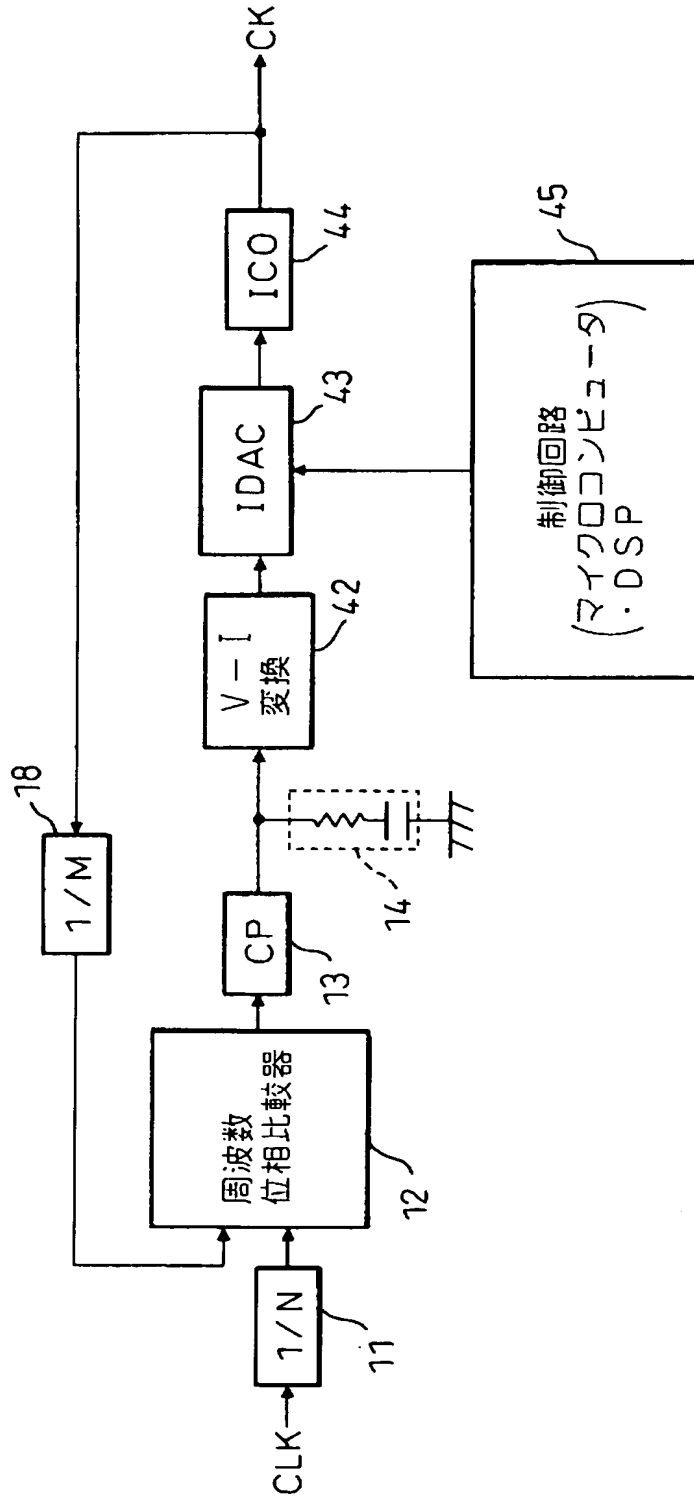 18
1/M
CLK
1/N
11
周波数
位相比較器
12
CP
13
14
V-I
変換
42
IDAC
43
ICO
44
CK
制御回路
(マイクロコンピュータ
・DSP)
45